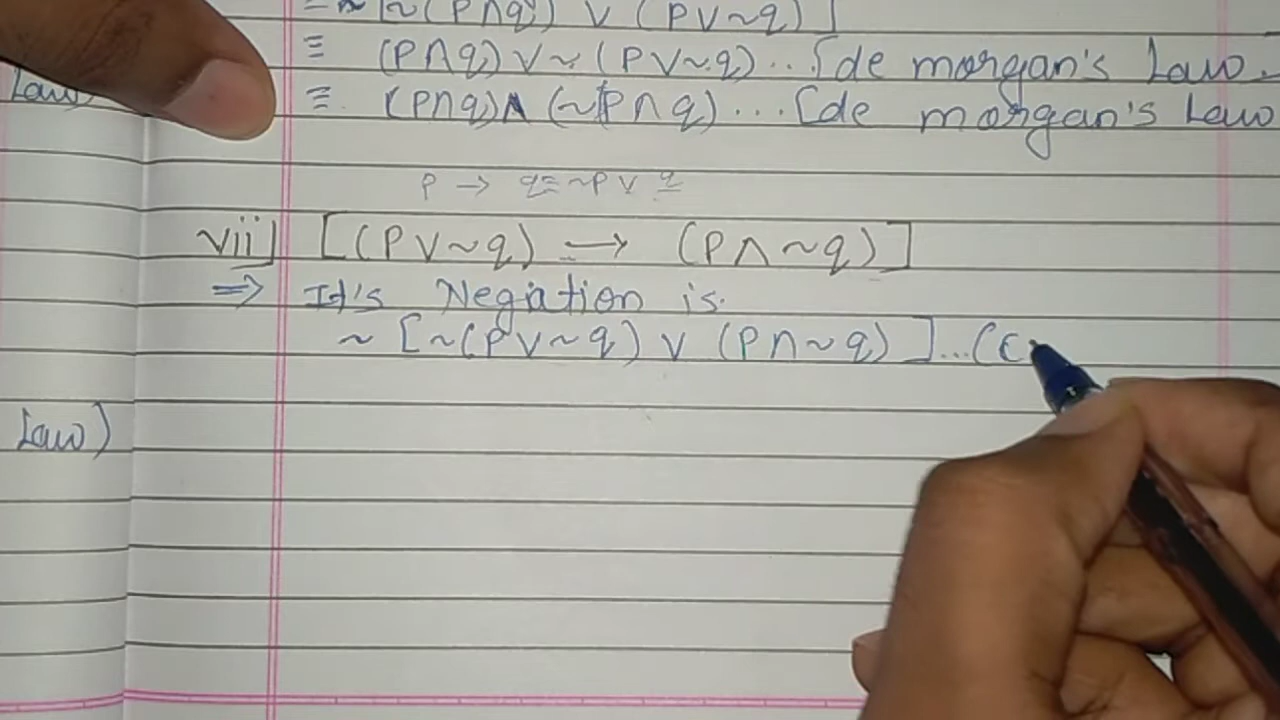 ≡ ~ [~(p∧q) ∨ (p∨~q)]
≡ (p∧q)∨~(p∨~q)...[de morgan's Law.
Law)
≡ (p∧q)∧(~p∧q)...[de morgan's Law
p → q≡~p∨q
vii] [(p∨~q) → (p∧~q)]
⇒ It's Negation is.
~ [~(p∨~q) ∨ (p∧~q)]...(c
Law)